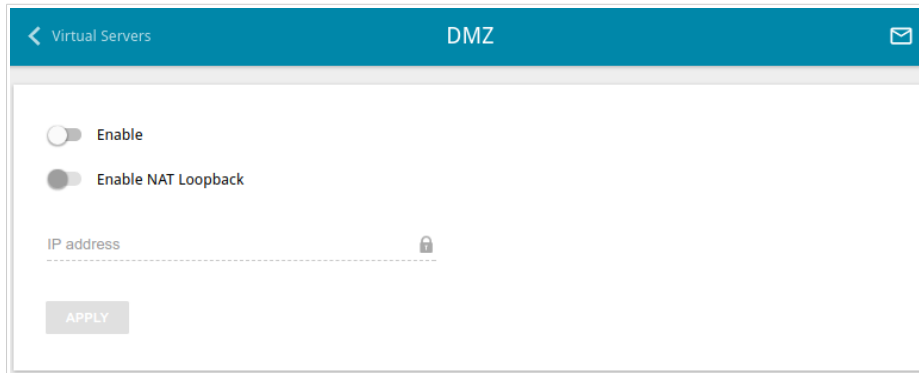 Virtual Servers
DMZ
Enable
Enable NAT Loopback
IP address
APPLY